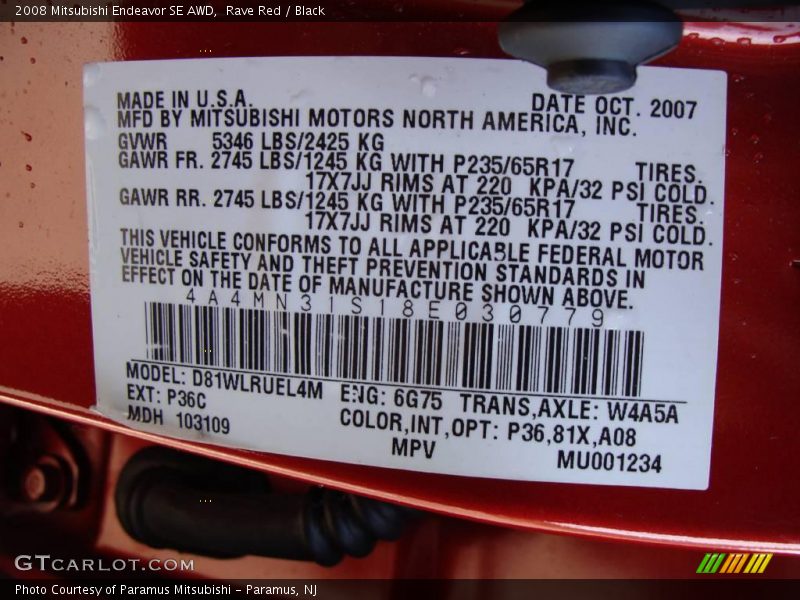 2008 Mitsubishi Endeavor SE AWD,  Rave Red / Black
MADE IN U.S.A. DATE OCT. 2007
MFD BY MITSUBISHI MOTORS NORTH AMERICA, INC.
GVWR 5346 LBS/2425 KG
GAWR FR. 2745 LBS/1245 KG WITH P235/65R17 TIRES.
17X7JJ RIMS AT 220 KPA/32 PSI COLD.
GAWR RR. 2745 LBS/1245 KG WITH P235/65R17 TIRES.
17X7JJ RIMS AT 220 KPA/32 PSI COLD.
THIS VEHICLE CONFORMS TO ALL APPLICABLE FEDERAL MOTOR
VEHICLE SAFETY AND THEFT PREVENTION STANDARDS IN
EFFECT ON THE DATE OF MANUFACTURE SHOWN ABOVE.
4A4MN31S18E030779
MODEL: D81WLRUEL4M ENG: 6G75 TRANS,AXLE: W4A5A
EXT: P36C COLOR,INT,OPT: P36,81X,A08
MDH 103109 MPV MU001234
GTCARLOT.COM
Photo Courtesy of Paramus Mitsubishi - Paramus, NJ